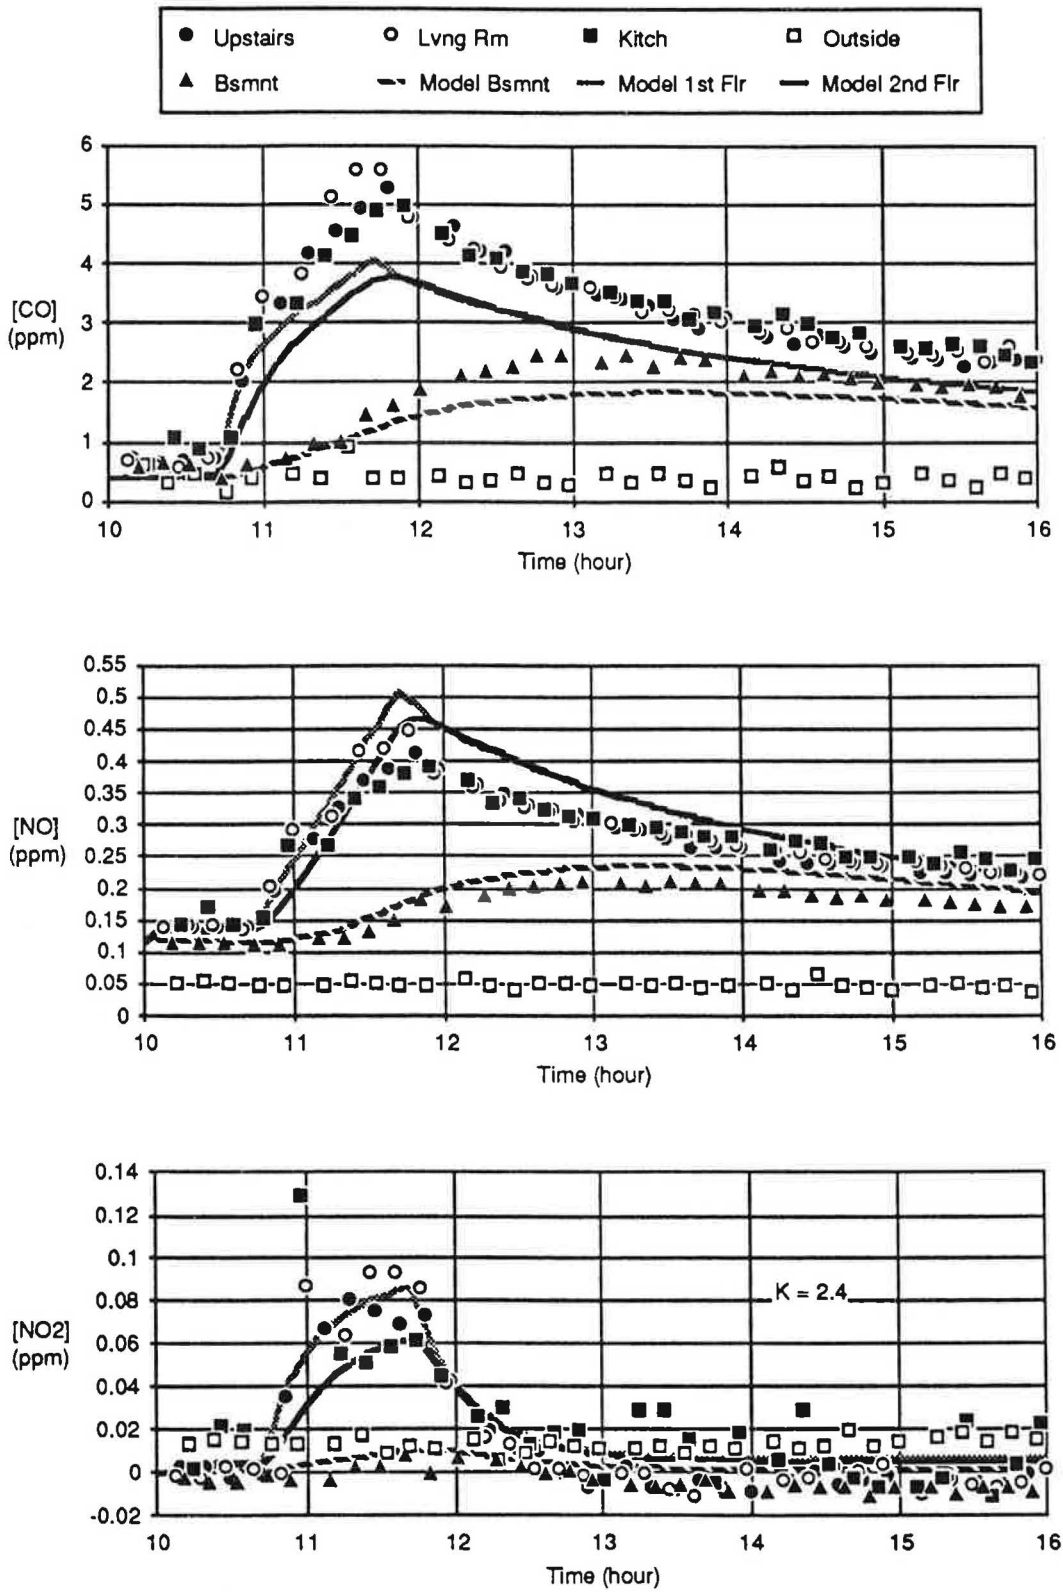 Upstairs Lvng Rm Kitch Outside
Bsmnt Model Bsmnt Model 1st Flr Model 2nd Flr
6
5
4
3
2
1
0
[CO]
(ppm)
10 11 12 13 14 15 16
Time (hour)
0.55
0.5
0.45
0.4
0.35
0.3
0.25
0.2
0.15
0.1
0.05
0
[NO]
(ppm)
10 11 12 13 14 15 16
Time (hour)
0.14
0.12
0.1
0.08
0.06
0.04
0.02
0
-0.02
[NO2]
(ppm)
K = 2.4
10 11 12 13 14 15 16
Time (hour)